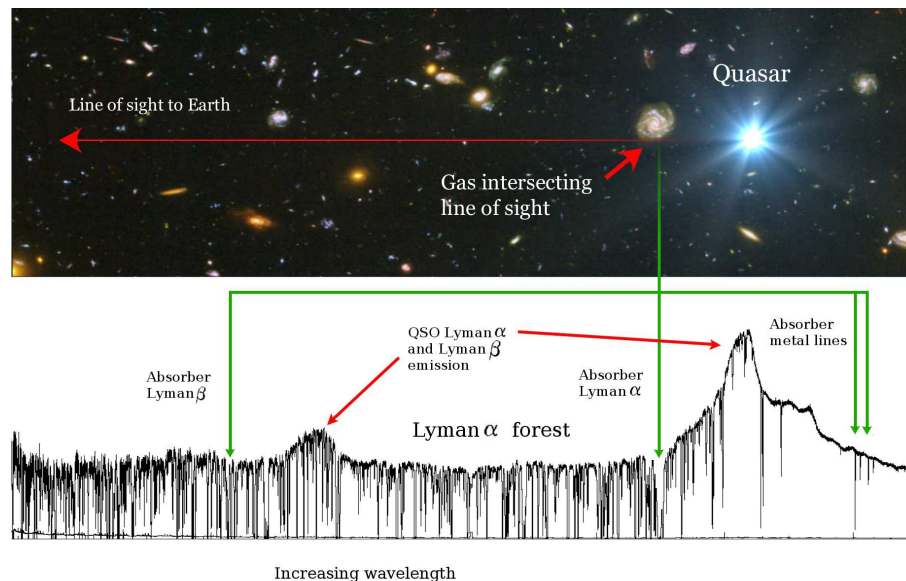 Quasar
Line of sight to Earth
Gas intersecting
line of sight
QSO Lyman α
and Lyman β
emission
Absorber
metal lines
Absorber
Lyman β
Absorber
Lyman α
Lyman α forest
Increasing wavelength